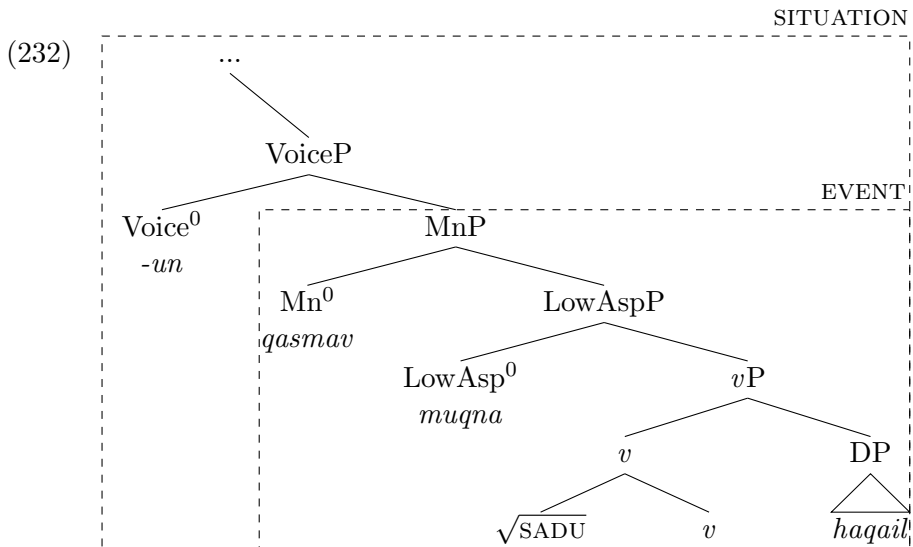 SITUATION
(232)
...
VoiceP
EVENT
Voice⁰ MnP
-un
Mn⁰ LowAspP
qasmav
LowAsp⁰ vP
muqna
v DP
√SADU v haqail